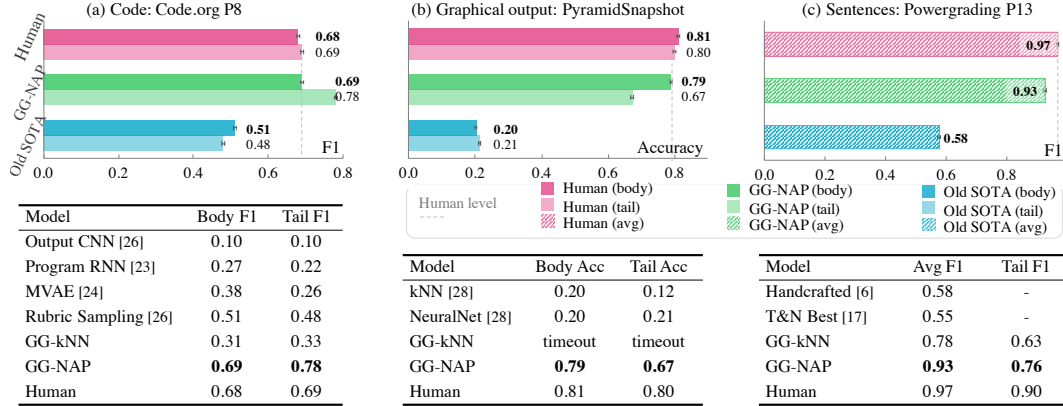 (a) Code: Code.org P8
Human
0.68
0.69
GG-NAP
0.69
0.78
Old SOTA
0.51
0.48
F1
0.0 0.2 0.4 0.6 0.8
(b) Graphical output: PyramidSnapshot
0.81
0.80
0.79
0.67
0.20
0.21
Accuracy
0.0 0.2 0.4 0.6 0.8
(c) Sentences: Powergrading P13
0.97
0.93
0.58
F1
0.0 0.2 0.4 0.6 0.8
Human level
Human (body) GG-NAP (body) Old SOTA (body)
Human (tail) GG-NAP (tail) Old SOTA (tail)
Human (avg) GG-NAP (avg) Old SOTA (avg)
Model Body F1 Tail F1
Output CNN [26] 0.10 0.10
Program RNN [23] 0.27 0.22
MVAE [24] 0.38 0.26
Rubric Sampling [26] 0.51 0.48
GG-kNN 0.31 0.33
GG-NAP 0.69 0.78
Human 0.68 0.69
Model Body Acc Tail Acc
kNN [28] 0.20 0.12
NeuralNet [28] 0.20 0.21
GG-kNN timeout timeout
GG-NAP 0.79 0.67
Human 0.81 0.80
Model Avg F1 Tail F1
Handcrafted [6] 0.58 -
T&N Best [17] 0.55 -
GG-kNN 0.78 0.63
GG-NAP 0.93 0.76
Human 0.97 0.90